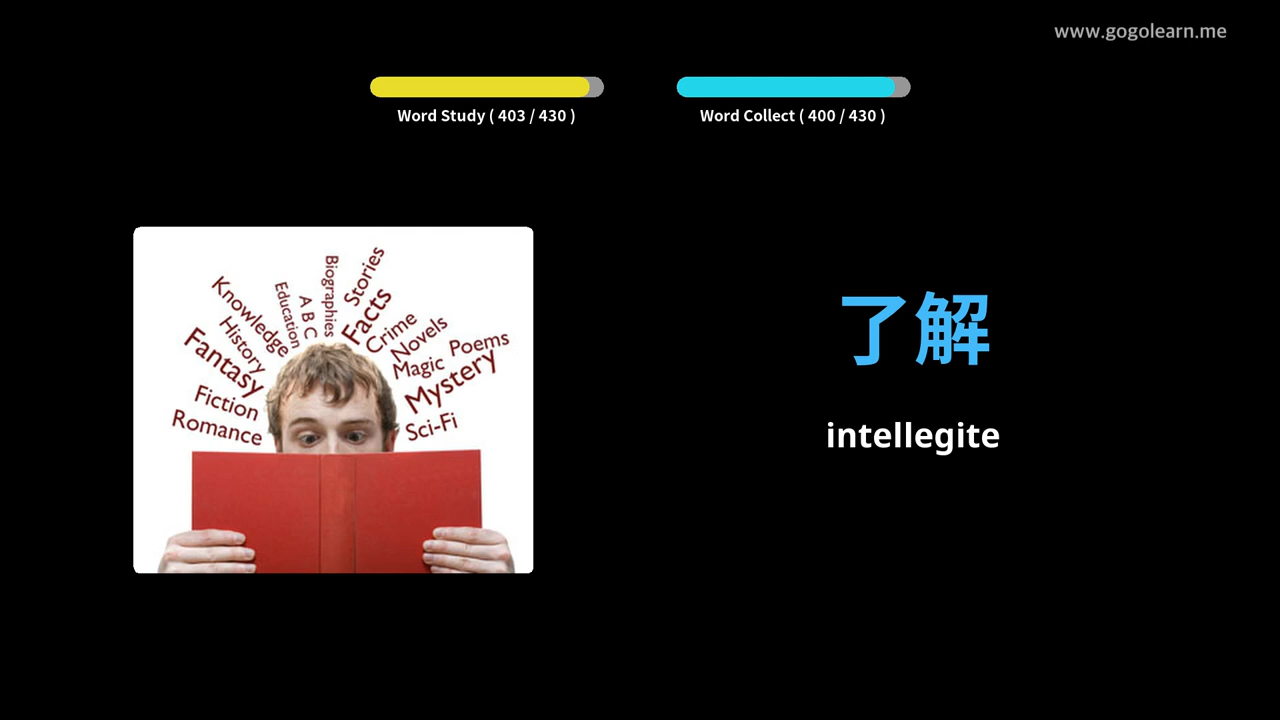 www.gogolearn.me
Word Study ( 403 / 430 )
Word Collect ( 400 / 430 )
Biographies
Stories
Education
A B C
Facts
Knowledge
Crime
History
Novels
Fantasy
Magic
Poems
Mystery
Fiction
Romance
Sci-Fi
了解
intellegite